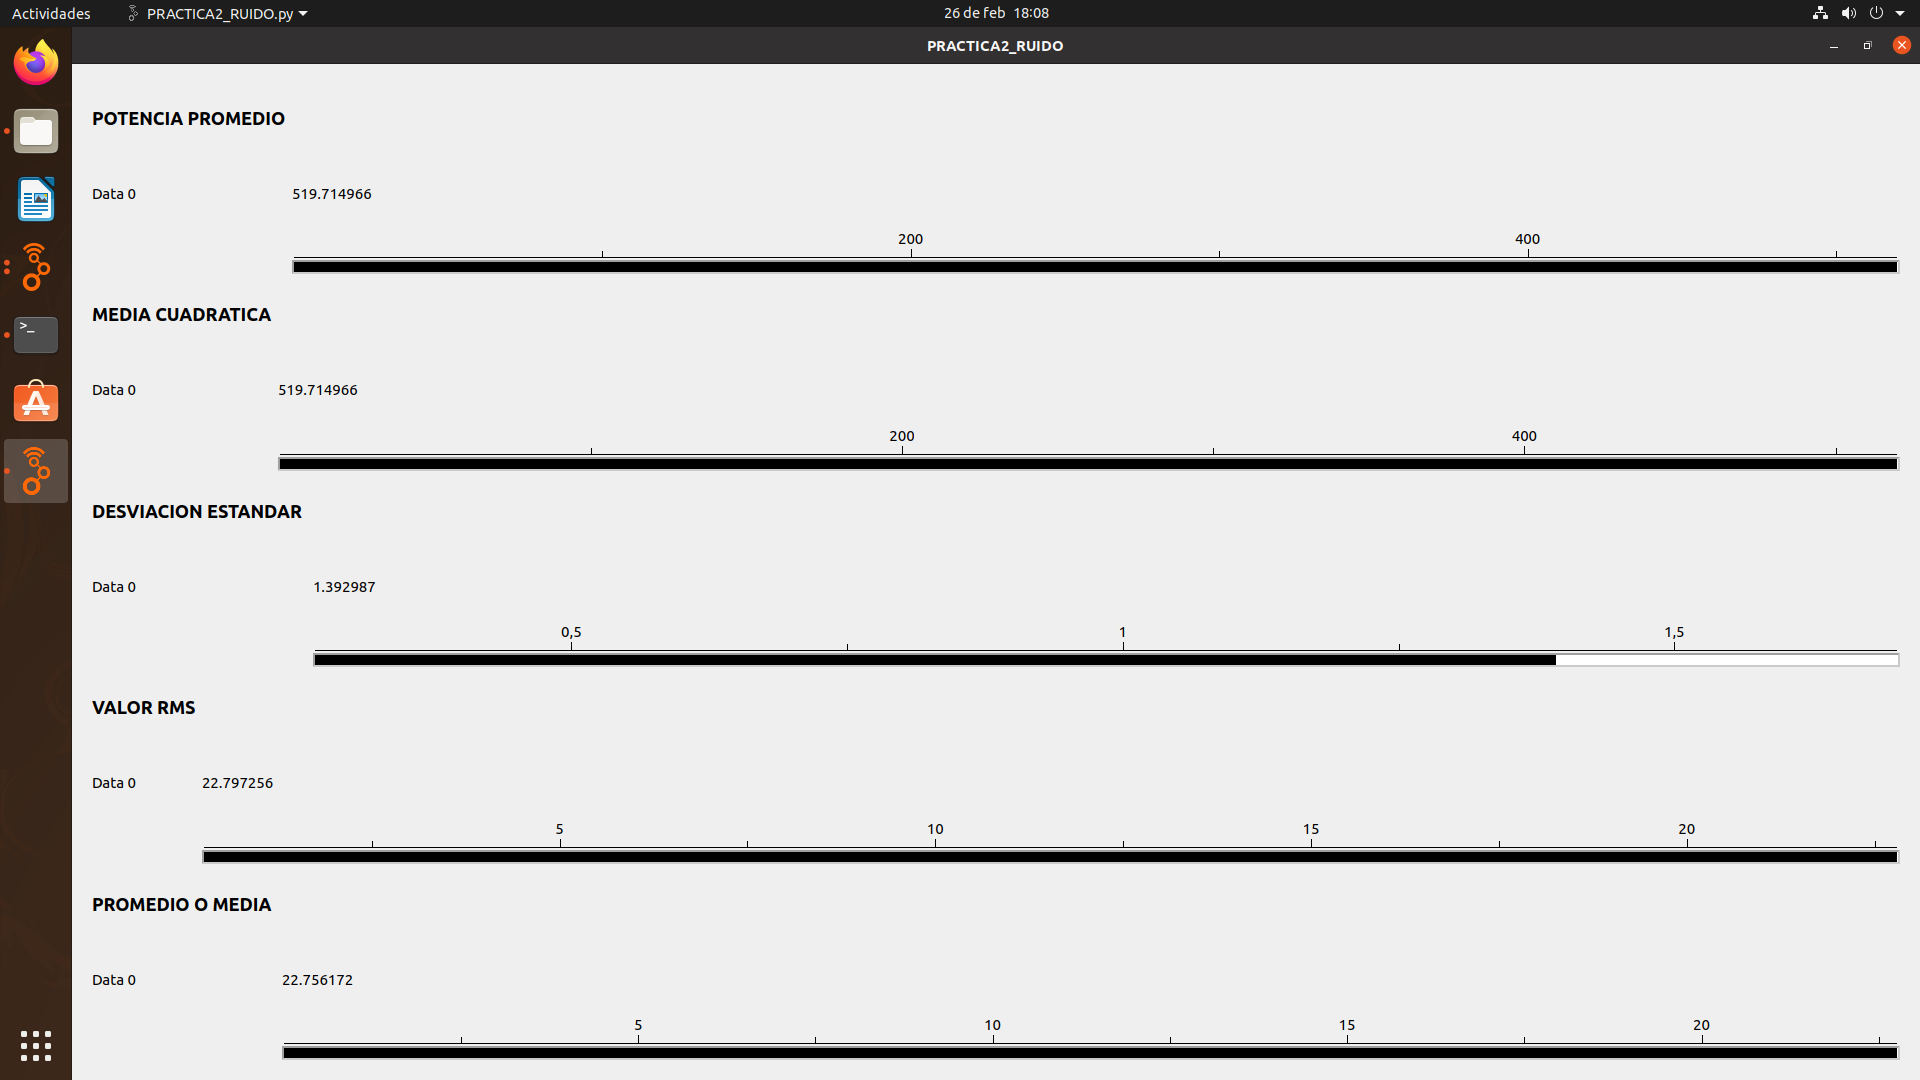 Actividades PRACTICA2_RUIDO.py 26 de feb 18:08
PRACTICA2_RUIDO
POTENCIA PROMEDIO
Data 0 519.714966
200 400
MEDIA CUADRATICA
Data 0 519.714966
200 400
DESVIACION ESTANDAR
Data 0 1.392987
0,5 1 1,5
VALOR RMS
Data 0 22.797256
5 10 15 20
PROMEDIO O MEDIA
Data 0 22.756172
5 10 15 20